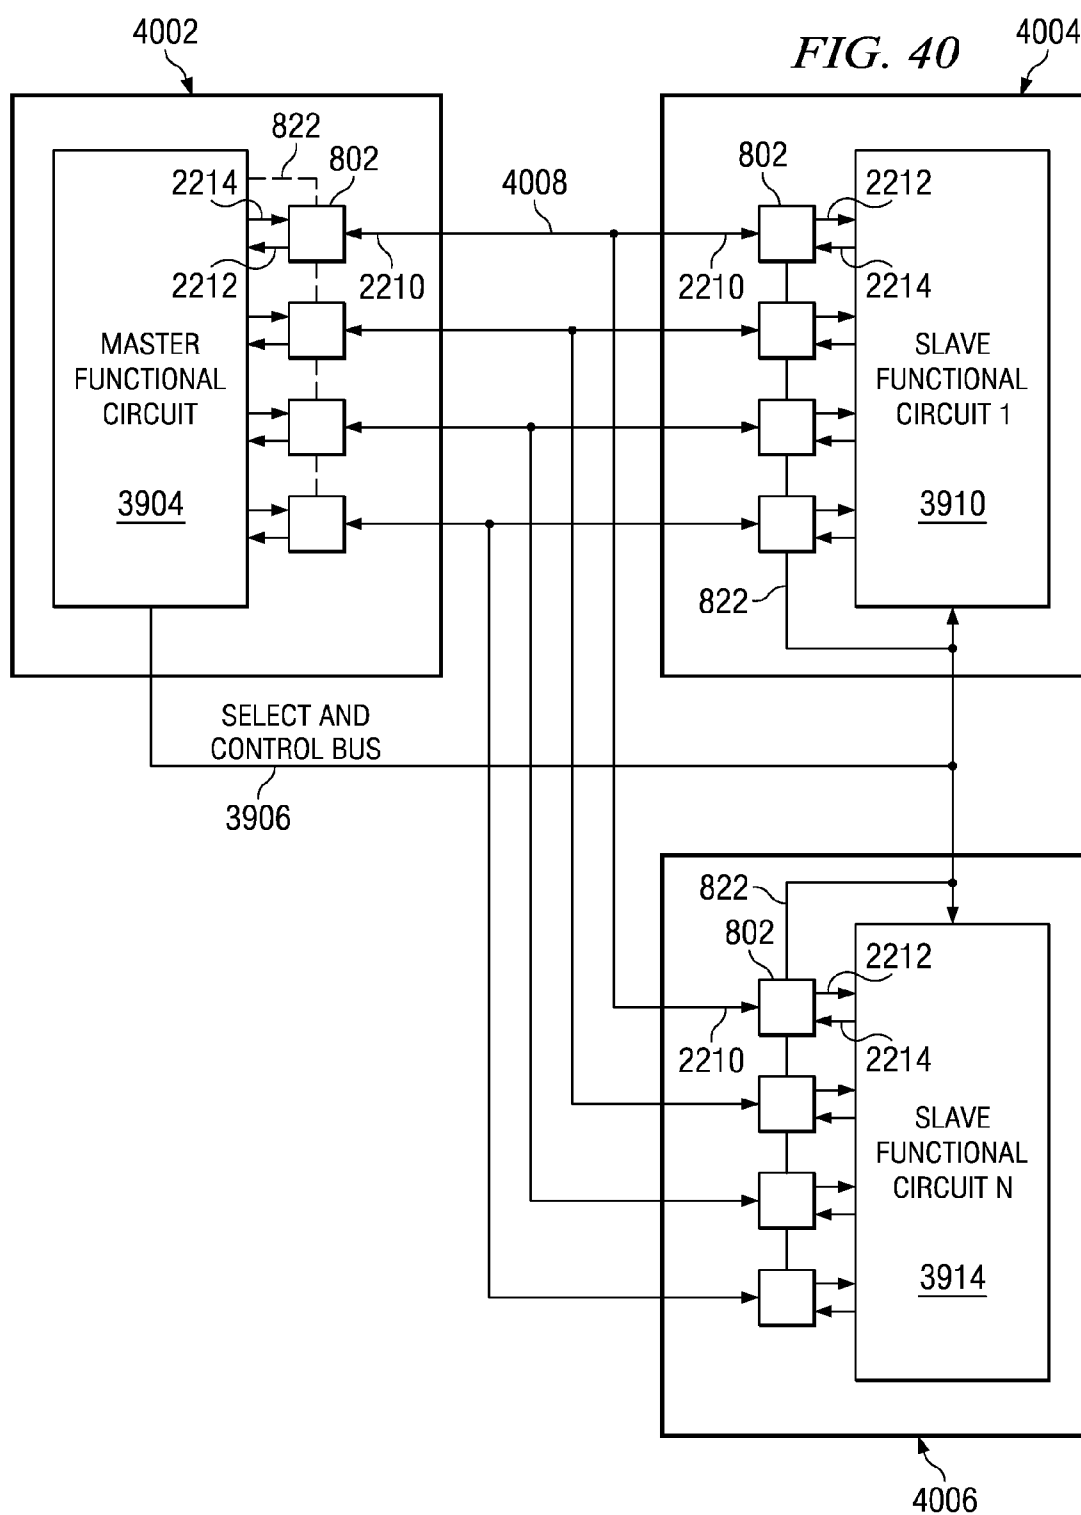 4002
FIG. 40
4004
822
802
802
2214
4008
2212
2212
2210
2210
2214
MASTER
FUNCTIONAL
CIRCUIT
3904
SLAVE
FUNCTIONAL
CIRCUIT 1
3910
822
SELECT AND
CONTROL BUS
3906
822
802
2212
2210
2214
SLAVE
FUNCTIONAL
CIRCUIT N
3914
4006